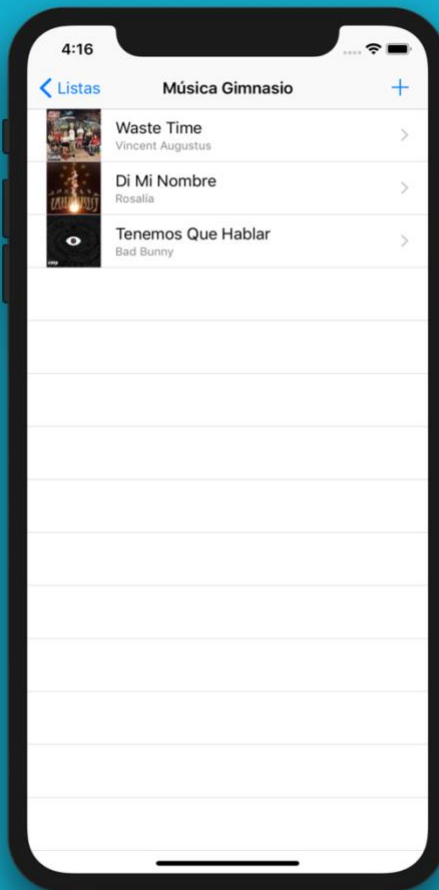 4:16
Listas
Música Gimnasio
Waste Time
Vincent Augustus
Di Mi Nombre
Rosalía
Tenemos Que Hablar
Bad Bunny